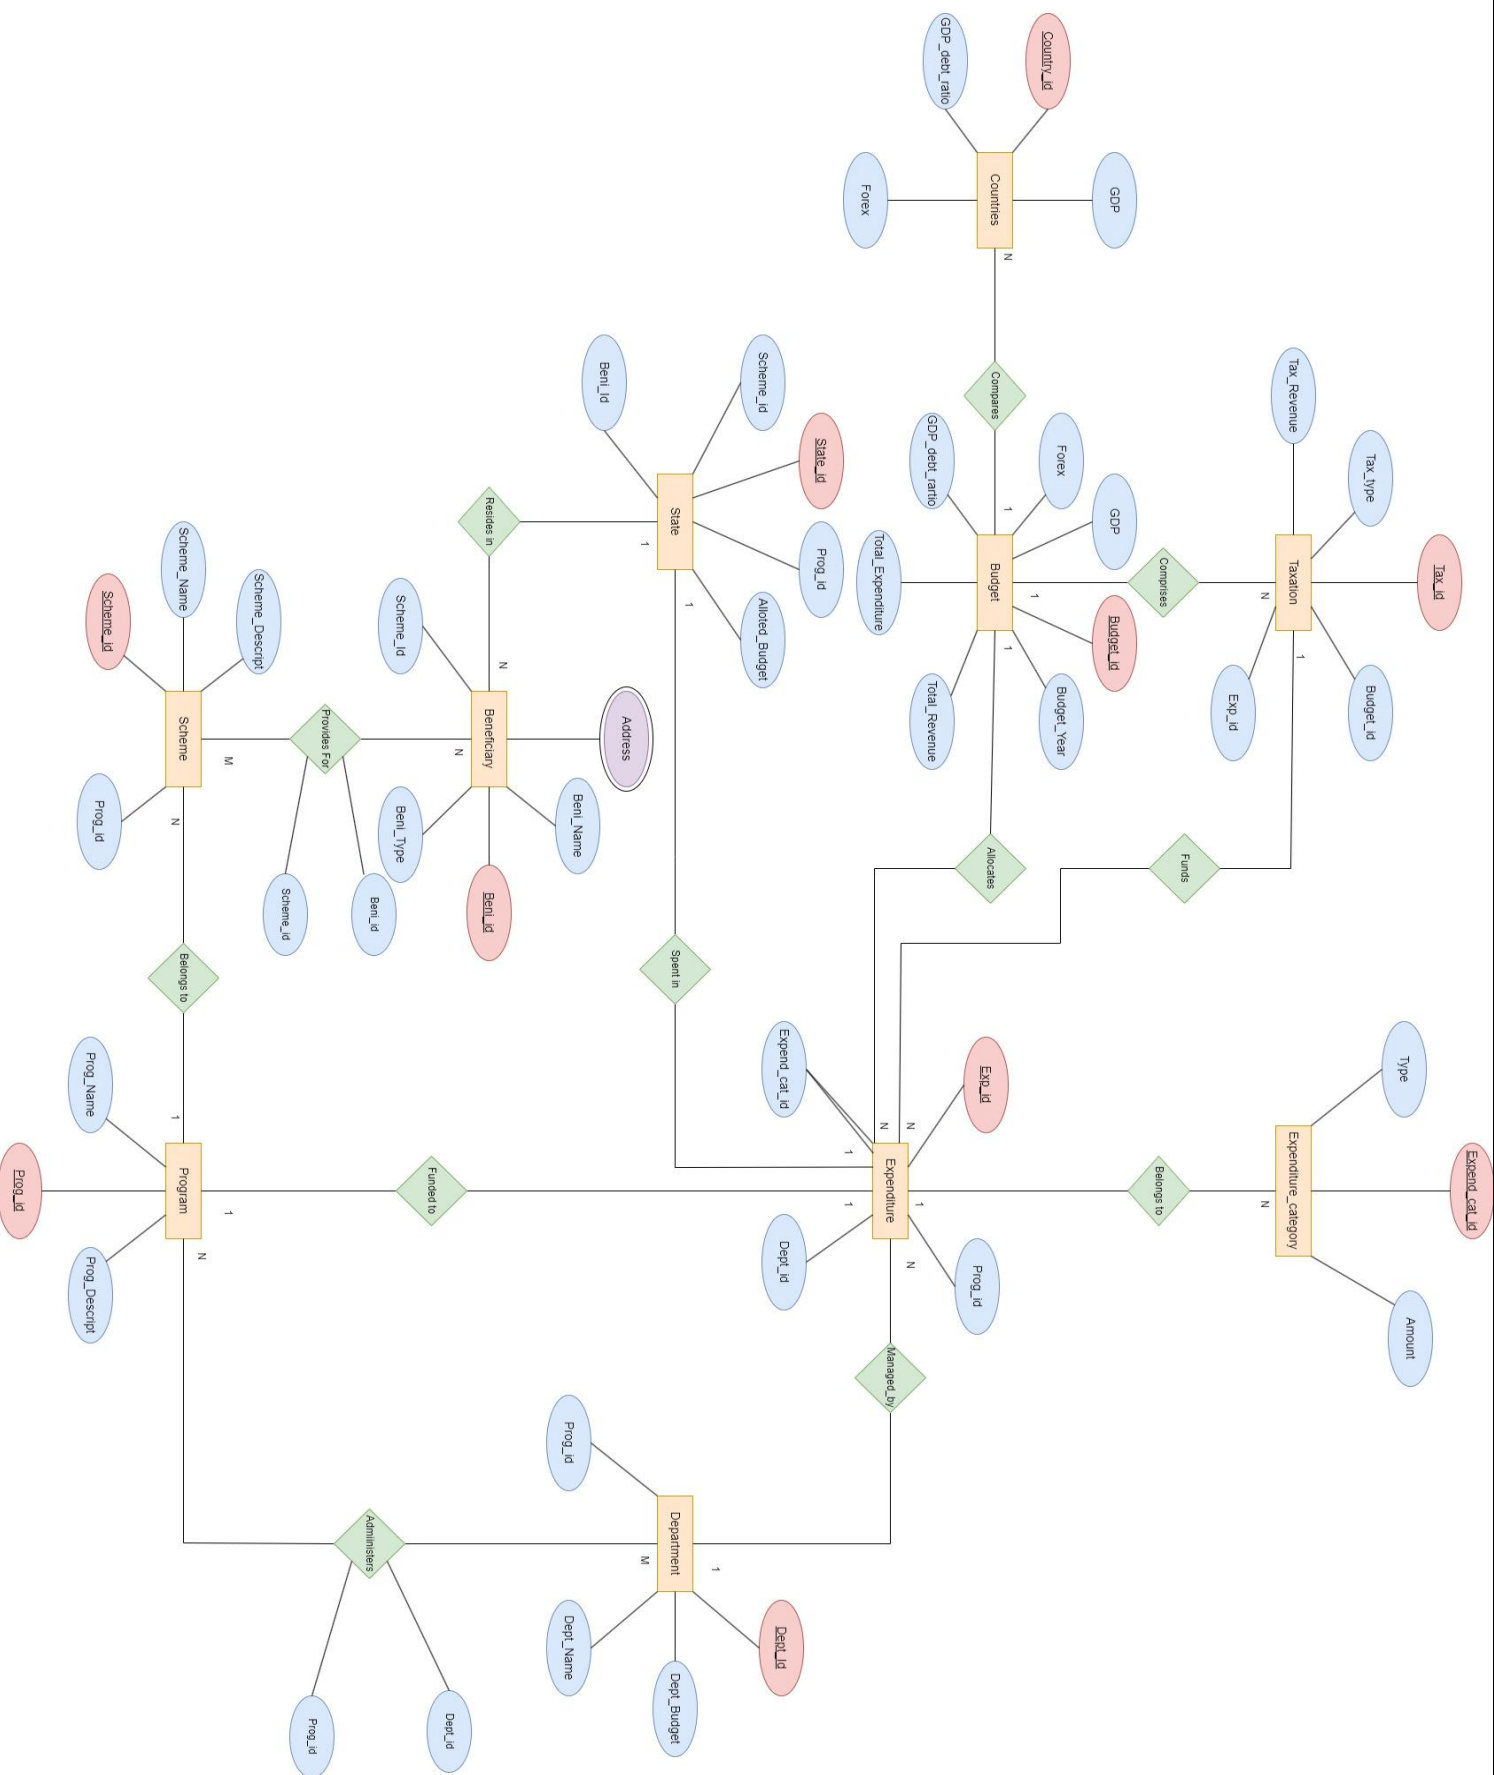 Country_id
GDP_debt_ratio
GDP
Countries
Forex
N
Compares
Tax_Revenue
Tax_type
Tax_id
Taxation
N
1
Exp_id
Budget_id
Comprises
GDP_debt_rartio
Forex
GDP
1
Budget
1
1
Total_Expenditure
Budget_id
Total_Revenue
Budget_Year
Beni_Id
Scheme_id
State_id
State
1
1
Prog_id
Alloted_Budget
Resides in
Scheme_Name
Scheme_id
Scheme_Descript
Scheme
M
N
Prog_id
Provides For
Scheme_id
Beni_id
Scheme_Id
N
Beneficiary
N
Address
Beni_Type
Beni_Name
Beni_id
Allocates
Funds
Spent in
Belongs to
Expend_cat_id
Exp_id
N
N
1
Expenditure
1
1
N
Dept_id
Prog_id
Belongs to
Type
Expend_cat_id
Expenditure_category
N
Amount
Prog_Name
1
Prog_id
Program
1
N
Prog_Descript
Funded to
Managed_by
Prog_id
Department
M
1
Dept_Name
Dept_Budget
Dept_Id
Admiinisters
Prog_id
Dept_id